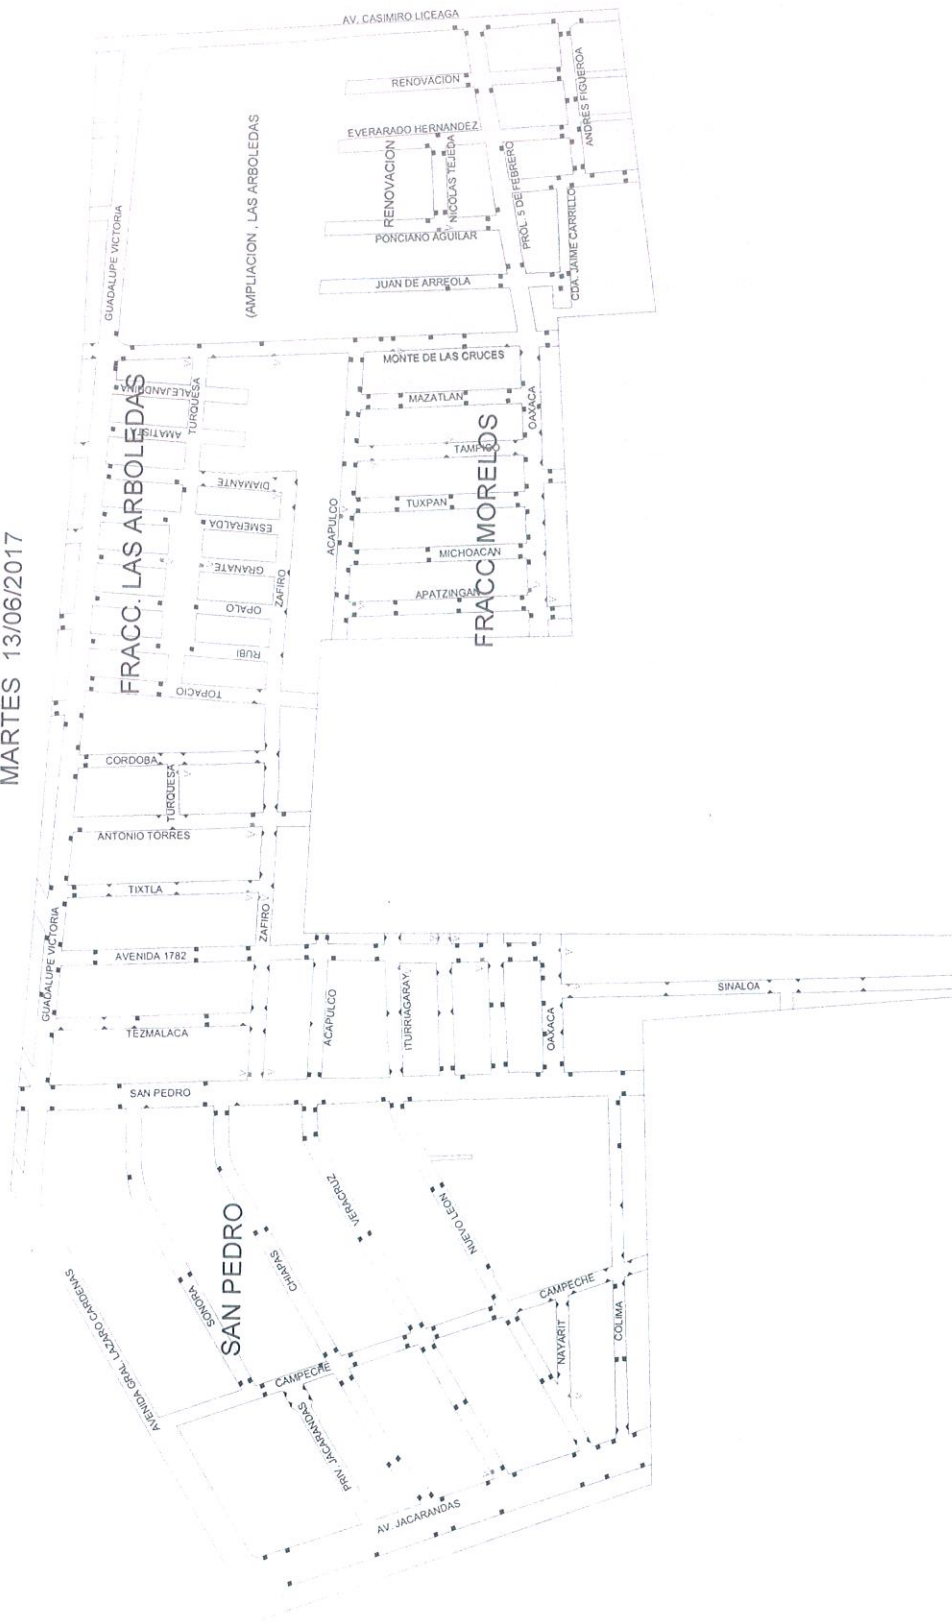 MARTES 13/06/2017
AV. CASIMIRO LICEAGA
GUADALUPE VICTORIA
(AMPLIACION , LAS ARBOLEDAS
RENOVACION
EVERARADO HERNANDEZ
RENOVACION
NICOLAS TEJEDA
PONCIANO AGUILAR
JUAN DE ARREOLA
PROL. 5 DE FEBRERO
ANDRES FIGUEROA
CDA. JAIME CARRILLO
FRACC. LAS ARBOLEDAS
ALEJANDRINA
AMATISTA
TURQUESA
DIAMANTE
ESMERALDA
GRANATE.
OPALO
RUBI
TOPACIO
ZAFIRO
MONTE DE LAS CRUCES
MAZATLAN
TAMPICO
TUXPAN
MICHOACAN
APATZINGAN
ACAPULCO
OAXACA
FRACC. MORELOS
CORDOBA
TURQUESA
ANTONIO TORRES
TIXTLA
ZAFIRO
GUADALUPE VICTORIA
AVENIDA 1782
TEZMALACA
ACAPULCO
ITURRIAGARAY.
OAXACA
SINALOA
SAN PEDRO
SAN PEDRO
VERACRUZ
NUEVO LEON
CHIAPAS
SONORA
AVENIDA GRAL. LAZARO CARDENAS
CAMPECHE
CAMPECHE
NAYARIT
COLIMA
PRIV. JACARANDAS
AV. JACARANDAS